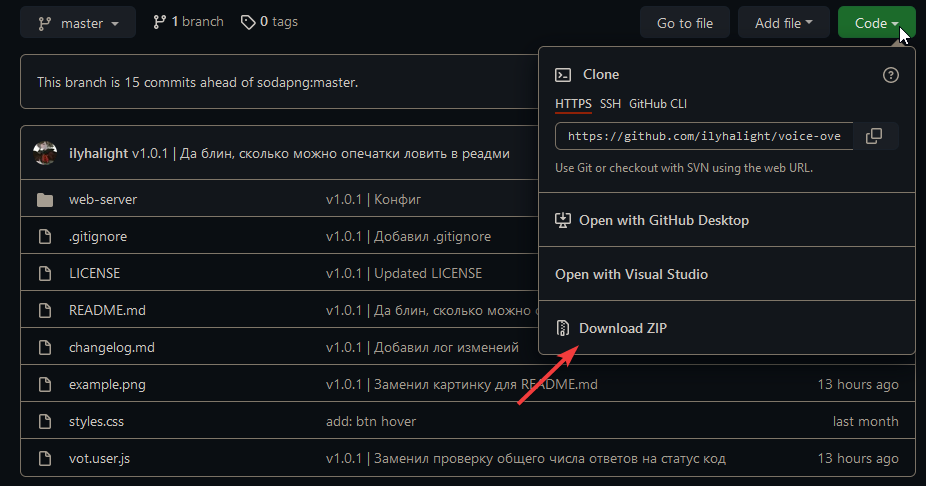 master 1 branch 0 tags Go to file Add file Code
This branch is 15 commits ahead of sodapng:master.
Clone
HTTPS SSH GitHub CLI
https://github.com/ilyhalight/voice-ove
Use Git or checkout with SVN using the web URL.
Open with GitHub Desktop
Open with Visual Studio
Download ZIP
ilyhalight v1.0.1 | Да блин, сколько можно опечатки ловить в реадми
web-server v1.0.1 | Конфиг
.gitignore v1.0.1 | Добавил .gitignore
LICENSE v1.0.1 | Updated LICENSE
README.md v1.0.1 | Да блин, сколько можно
changelog.md v1.0.1 | Добавил лог изменеий
example.png v1.0.1 | Заменил картинку для README.md 13 hours ago
styles.css add: btn hover last month
vot.user.js v1.0.1 | Заменил проверку общего числа ответов на статус код 13 hours ago